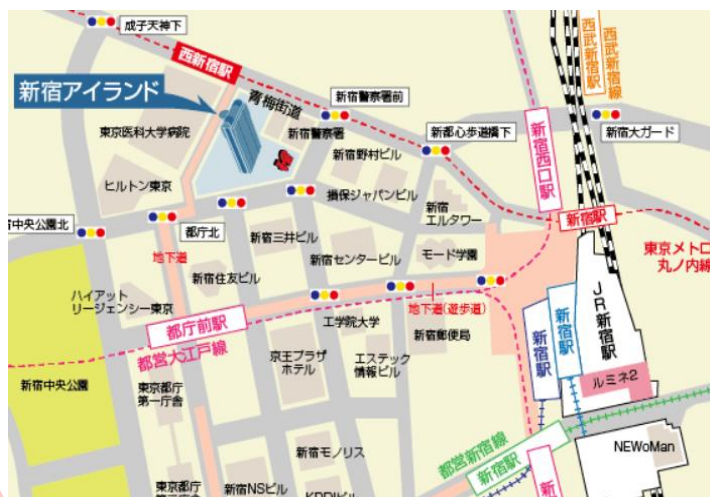 成子天神下
西新宿駅
新宿アイランド
青梅街道
新宿警察署前
西武新宿駅
西武新宿線
東京医科大学病院
新宿警察署
新都心歩道橋下
新宿大ガード
新宿西口駅
新宿野村ビル
ヒルトン東京
損保ジャパンビル
新宿
エルタワー
新宿駅
宿中央公園北
都庁北
地下道
新宿三井ビル
新宿センタービル
モード学園
東京メトロ
丸ノ内線
新宿住友ビル
ハイアット
リージェンシー東京
地下道(遊歩道)
JR新宿駅
都庁前駅
都営大江戸線
工学院大学
新宿郵便局
新宿駅
新宿駅
京王プラザ
ホテル
エステック
情報ビル
ルミネ2
新宿中央公園
東京都庁
第一庁舎
都営新宿線
新宿駅
NEWoMan
新宿モノリス
東京都庁
新宿NSビル
KDDIビル
新